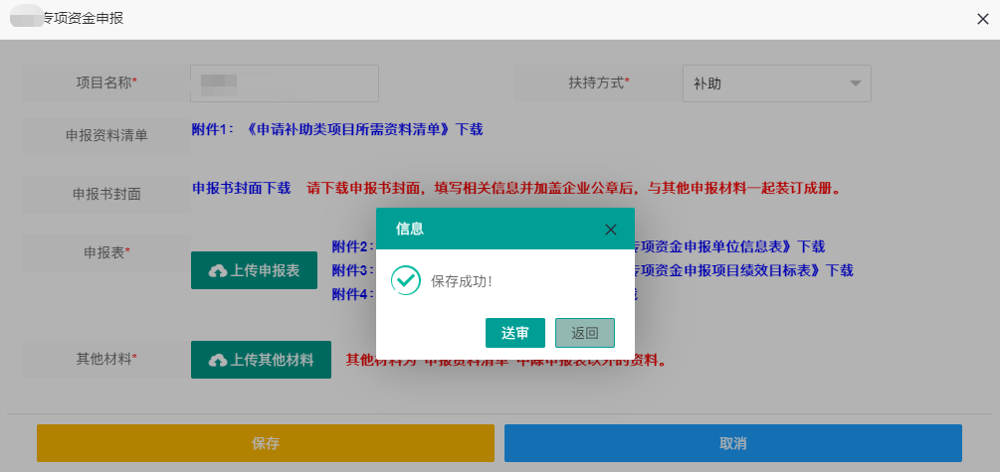 专项资金申报
项目名称*
扶持方式* 补助
申报资料清单 附件1：《申请补助类项目所需资料清单》下载
申报书封面 申报书封面下载 请下载申报书封面，填写相关信息并加盖企业公章后，与其他申报材料一起装订成册。
信息
申报表*
上传申报表
附件2： 专项资金申报单位信息表》下载
附件3： 专项资金申报项目绩效目标表》下载
附件4：
保存成功!
送审 返回
其他材料*
上传其他材料
其他材料为"申报资料清单"中除申报表以外的资料。
保存 取消